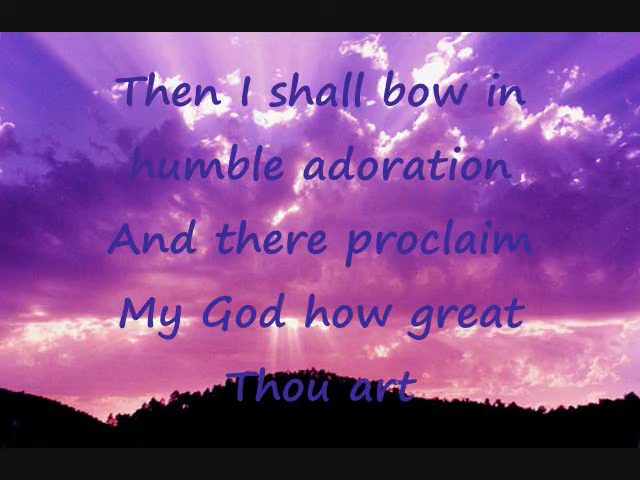 Then I shall bow in
humble adoration
And there proclaim
My God how great
Thou art